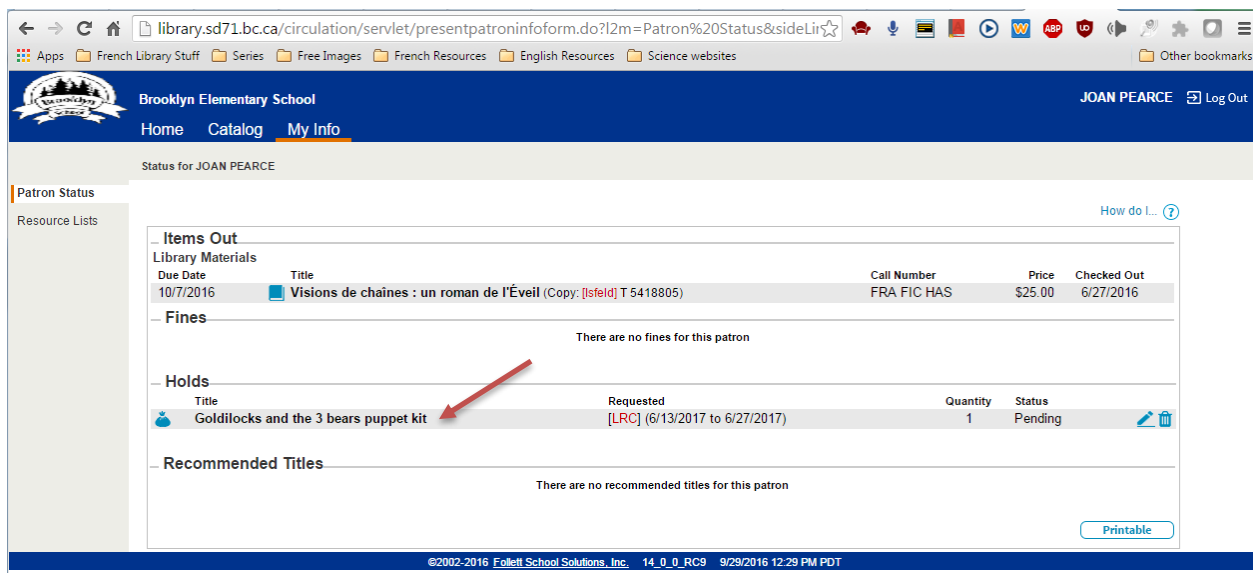 library.sd71.bc.ca/circulation/servlet/presentpatroninfoform.do?l2m=Patron%20Status&sideLin
Apps French Library Stuff Series Free Images French Resources English Resources Science websites Other bookmarks
Brooklyn School
Brooklyn Elementary School JOAN PEARCE Log Out
Home Catalog My Info
Status for JOAN PEARCE
Patron Status
Resource Lists
How do I... ?
Items Out
Library Materials
Due Date Title Call Number Price Checked Out
10/7/2016 Visions de chaînes : un roman de l'Éveil (Copy: [Isfeld] T 5418805) FRA FIC HAS $25.00 6/27/2016
Fines
There are no fines for this patron
Holds
Title Requested Quantity Status
Goldilocks and the 3 bears puppet kit [LRC] (6/13/2017 to 6/27/2017) 1 Pending
Recommended Titles
There are no recommended titles for this patron
Printable
©2002-2016 Follett School Solutions, Inc. 14_0_0_RC9 9/29/2016 12:29 PM PDT